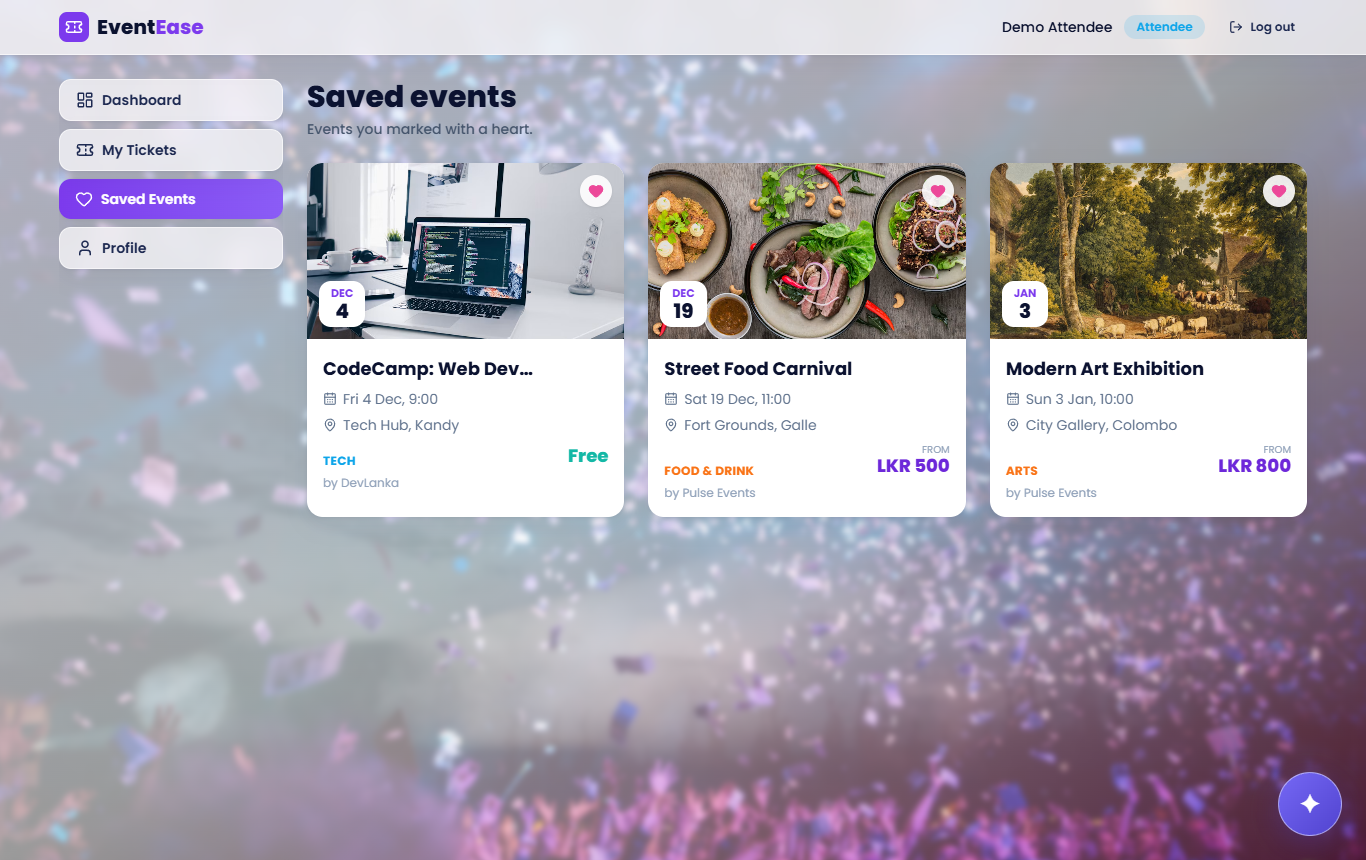 EventEase
Demo Attendee
Attendee
Log out
Dashboard
My Tickets
Saved Events
Profile
Saved events
Events you marked with a heart.
DEC
4
CodeCamp: Web Dev...
Fri 4 Dec, 9:00
Tech Hub, Kandy
TECH
Free
by DevLanka
DEC
19
Street Food Carnival
Sat 19 Dec, 11:00
Fort Grounds, Galle
FROM
LKR 500
FOOD & DRINK
by Pulse Events
JAN
3
Modern Art Exhibition
Sun 3 Jan, 10:00
City Gallery, Colombo
FROM
LKR 800
ARTS
by Pulse Events